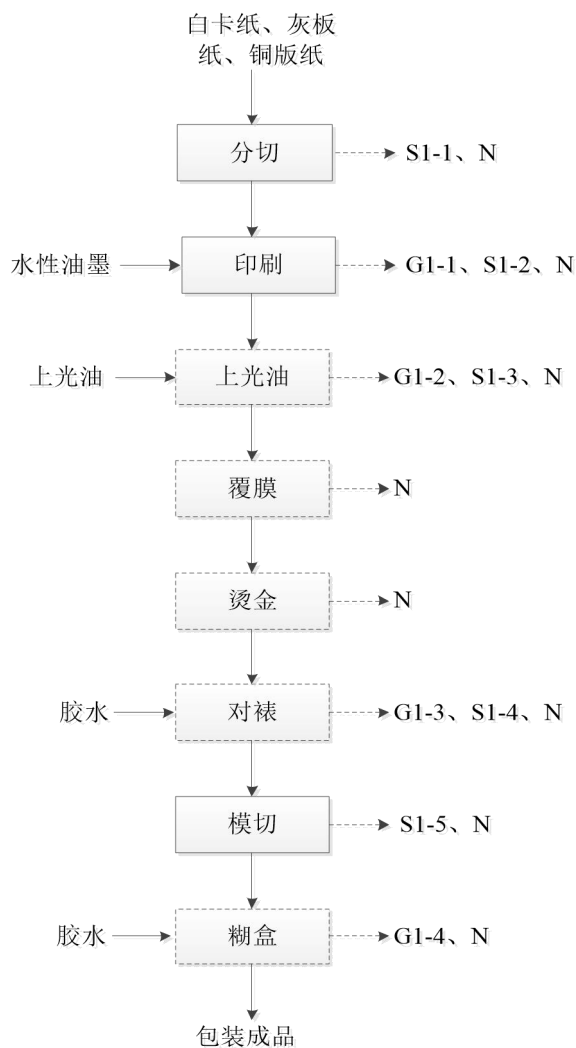 白卡纸、灰板
纸、铜版纸
分切
S1-1、N
水性油墨
印刷
G1-1、S1-2、N
上光油
上光油
G1-2、S1-3、N
覆膜
N
烫金
N
胶水
对裱
G1-3、S1-4、N
模切
S1-5、N
胶水
糊盒
G1-4、N
包装成品